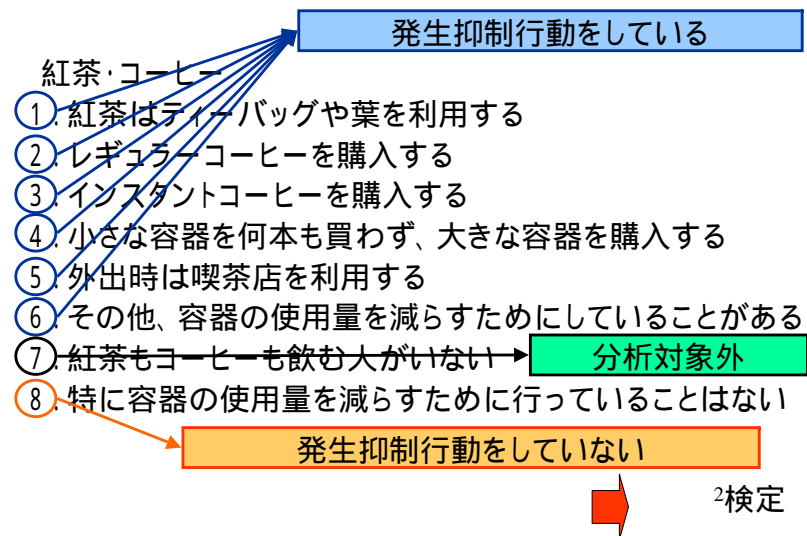 発生抑制行動をしている
紅茶・コーヒー
1. 紅茶はティーバッグや葉を利用する
2. レギュラーコーヒーを購入する
3. インスタントコーヒーを購入する
4. 小さな容器を何本も買わず、大きな容器を購入する
5. 外出時は喫茶店を利用する
6. その他、容器の使用量を減らすためにしていることがある
7. 紅茶もコーヒーも飲む人がいない 分析対象外
8. 特に容器の使用量を減らすために行っていることはない
発生抑制行動をしていない
2検定